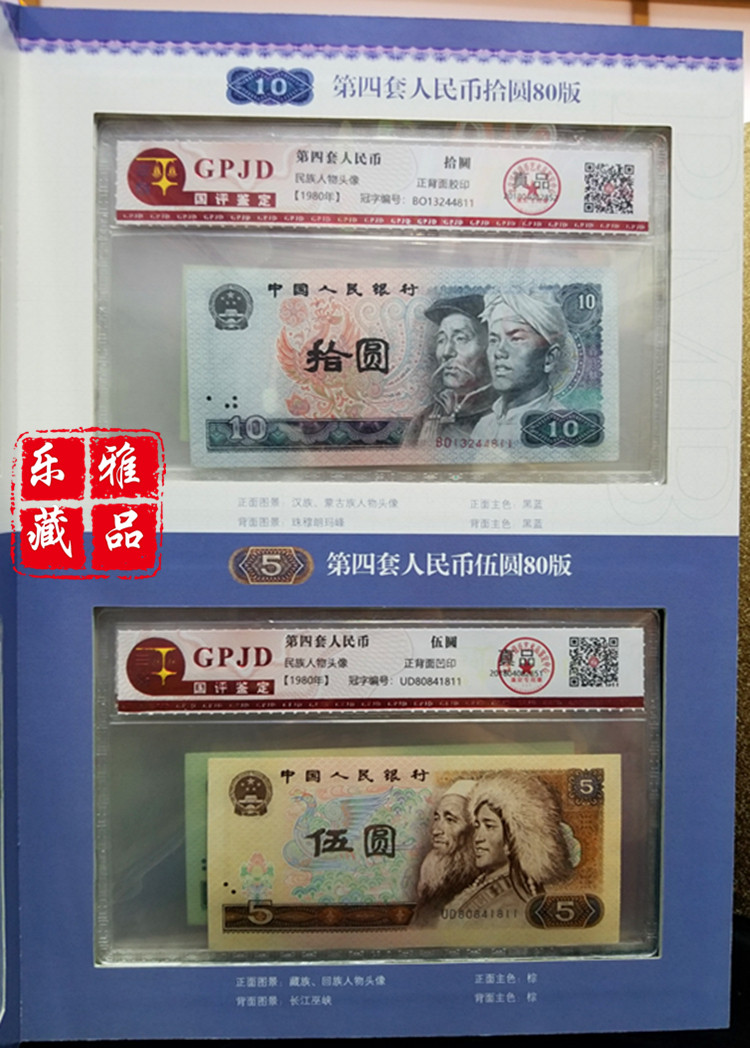 10 第四套人民币拾圆80版
GPJD
国评鉴定
第四套人民币 拾圆
民族人物头像 正背面胶印
【1980年】 冠字编号：BO13244811
真品
中国人民银行
10
拾圆
10
BO13244811
10
正面图景：汉族、蒙古族人物头像 正面主色：黑蓝
背面图景：珠穆朗玛峰 背面主色：黑蓝
乐雅
藏品
5 第四套人民币伍圆80版
GPJD
国评鉴定
第四套人民币 伍圆
民族人物头像 正背面凹印
【1980年】 冠字编号：UD80841811
真品
中国人民银行
5
伍圆
5
UD80841811
5
正面图景：藏族、回族人物头像 正面主色：棕
背面图景：长江巫峡 背面主色：棕